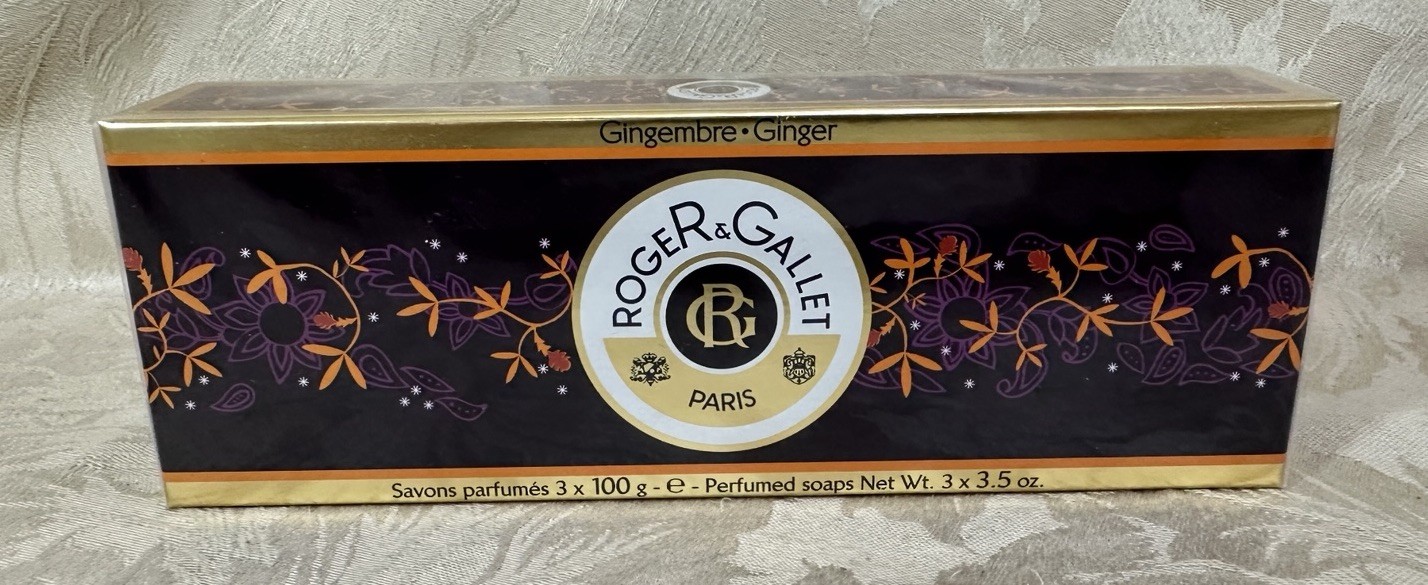 Gingembre • Ginger
ROGER & GALLET
RG
PARIS
Savons parfumés 3 x 100 g - ℮ - Perfumed soaps Net Wt. 3 x 3.5 oz.